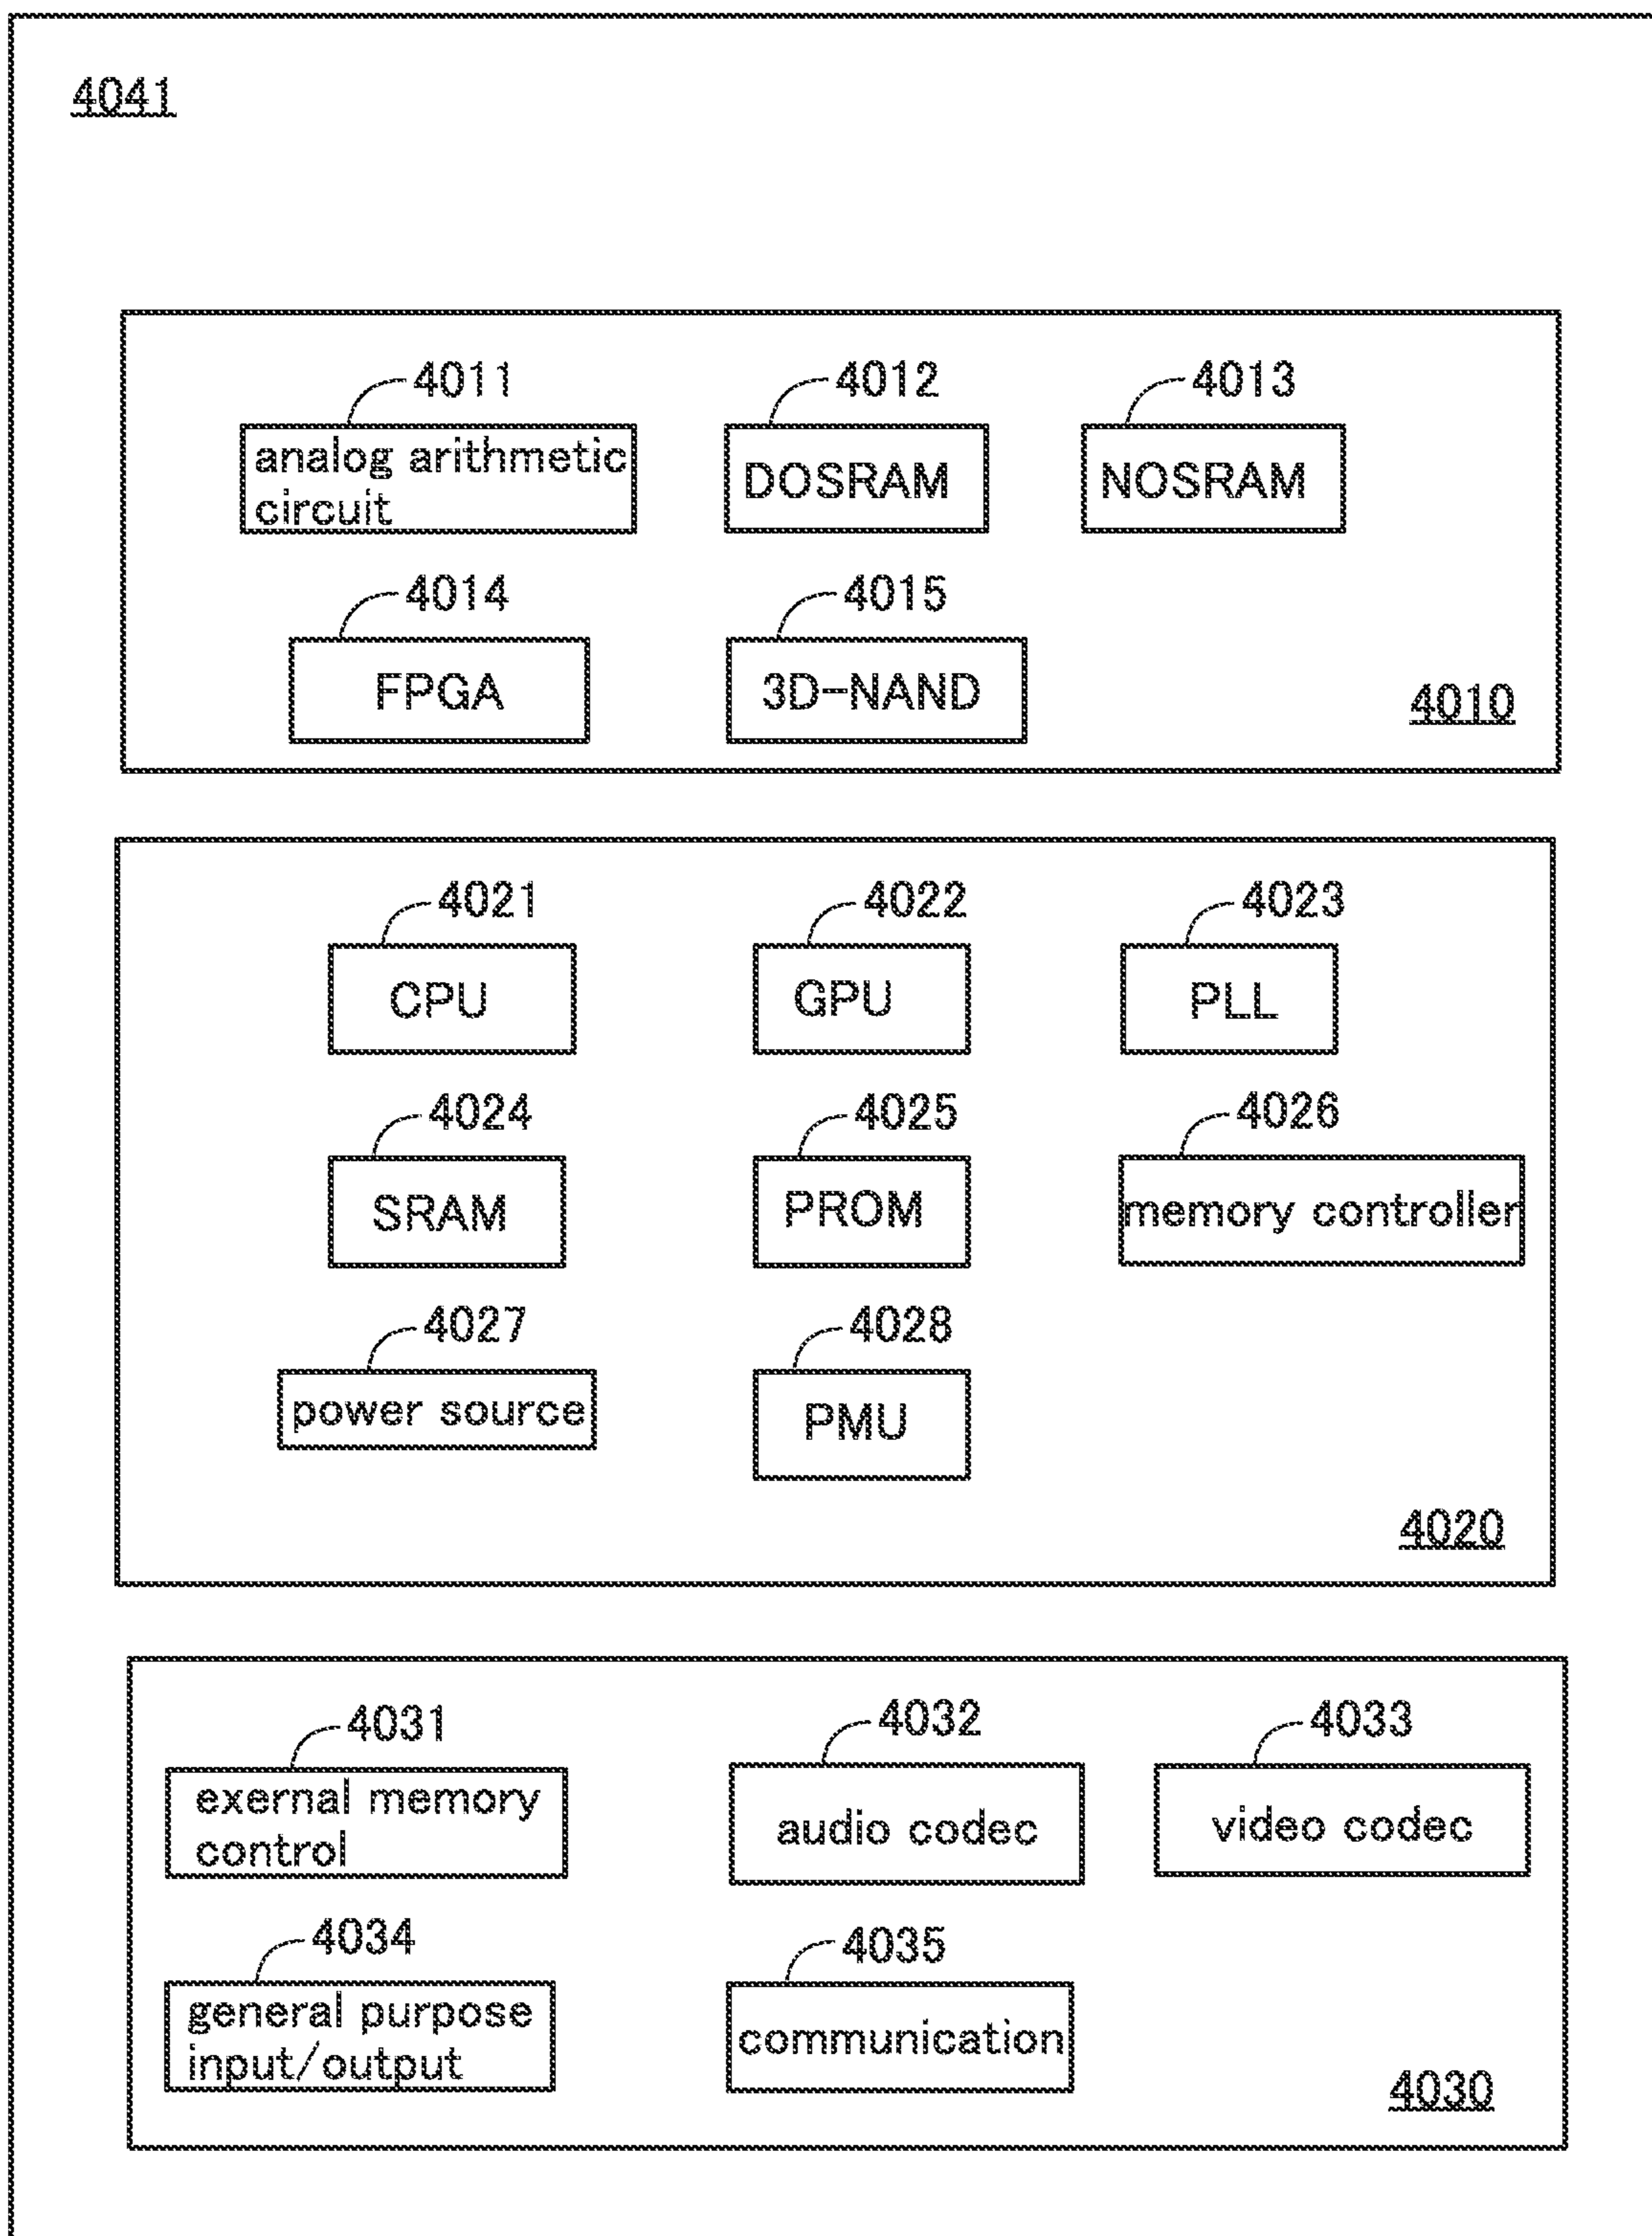 4041
4011
4012
4013
analog arithmetic
circuit
DOSRAM
NOSRAM
4014
4015
FPGA
3D-NAND
4010
4021
4022
4023
CPU
GPU
PLL
4024
4025
4026
SRAM
PROM
memory controller
4027
4028
power source
PMU
4020
4031
4032
4033
exernal memory
control
audio codec
video codec
4034
4035
general purpose
input/output
communication
4030